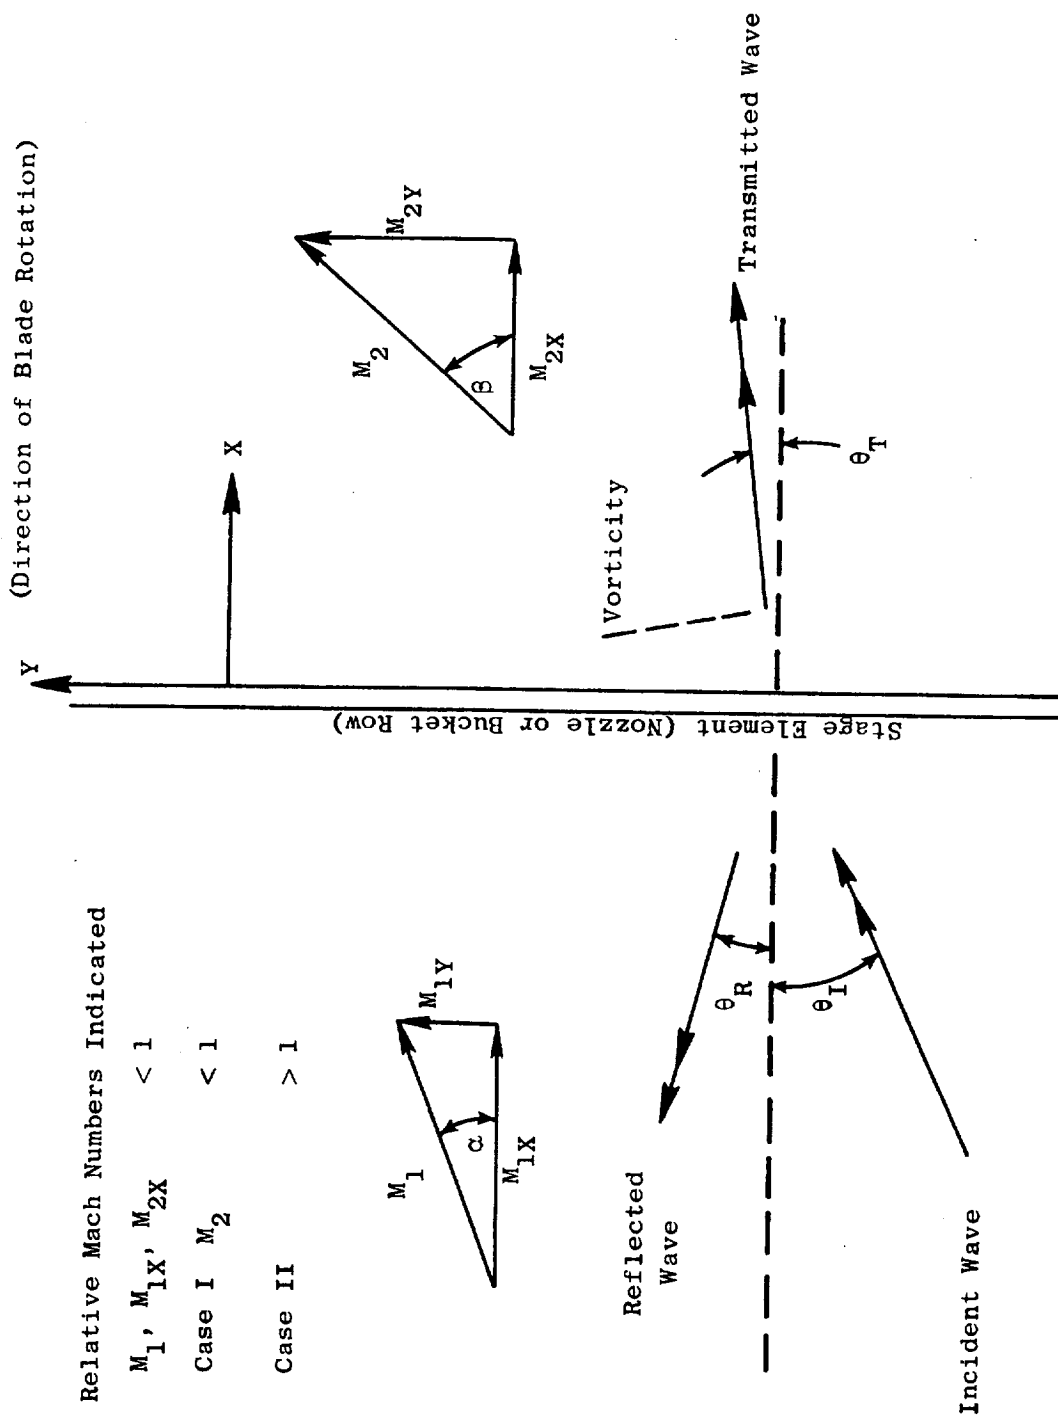 Relative Mach Numbers Indicated
M1, M1X, M2X < 1
Case I M2 < 1
Case II > 1
Y
(Direction of Blade Rotation)
X
M1
M1Y
α
M1X
M2
M2Y
β
M2X
Stage Element (Nozzle or Bucket Row)
Reflected
Wave
θR
θI
Incident Wave
Vorticity
θT
Transmitted Wave